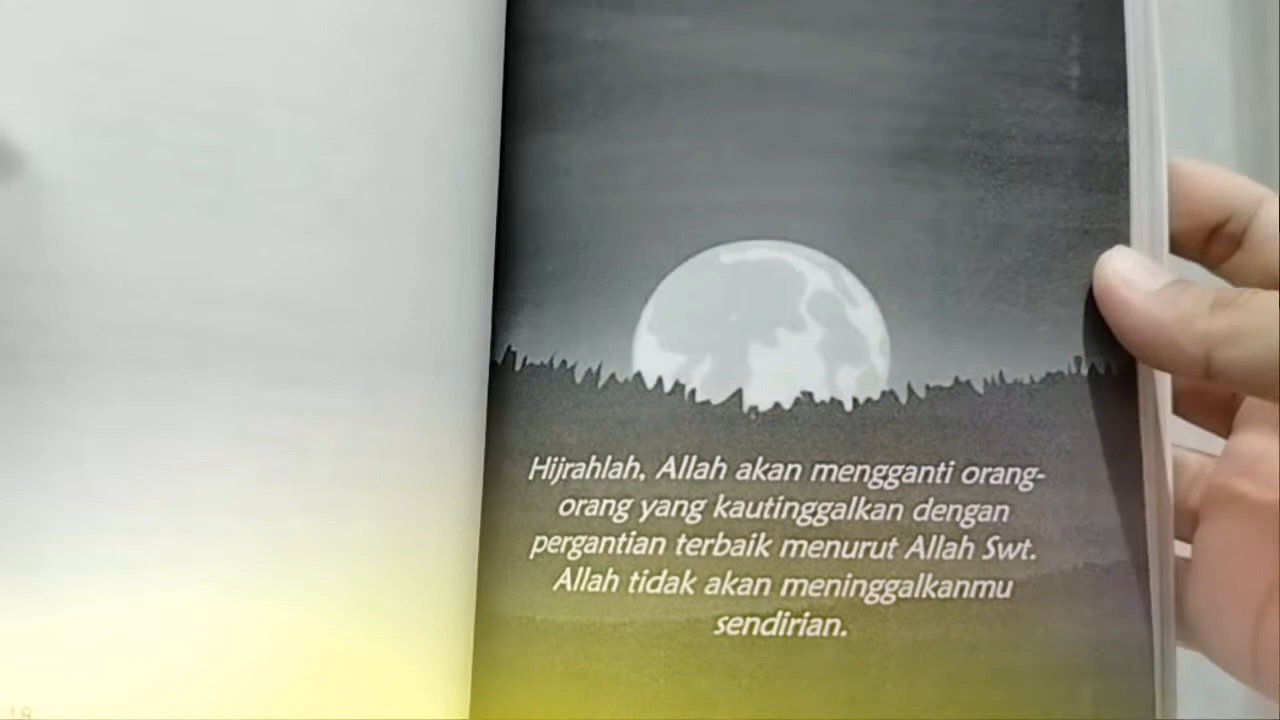 Hijrahlah, Allah akan mengganti orang-
orang yang kautinggalkan dengan
pergantian terbaik menurut Allah Swt.
Allah tidak akan meninggalkanmu
sendirian.